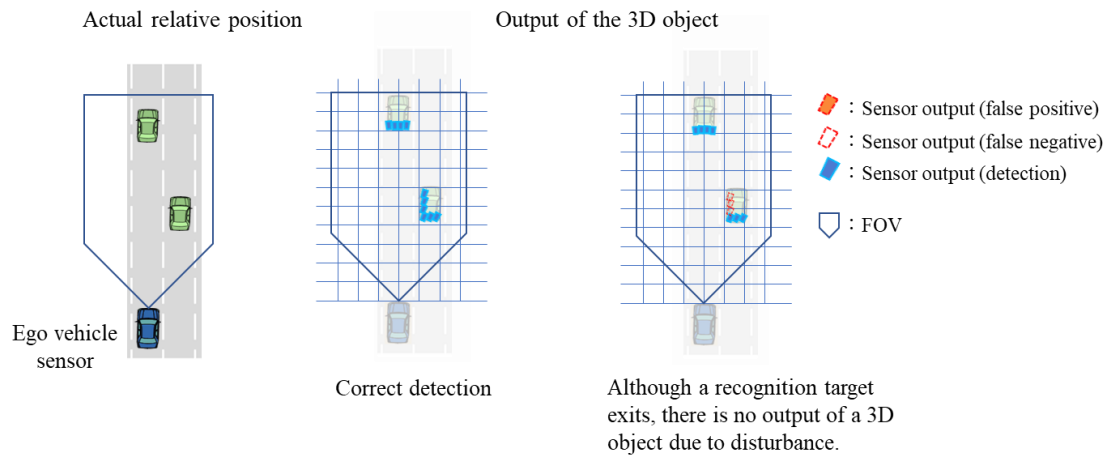 Actual relative position
Output of the 3D object
: Sensor output (false positive)
: Sensor output (false negative)
: Sensor output (detection)
: FOV
Ego vehicle
sensor
Correct detection
Although a recognition target
exits, there is no output of a 3D
object due to disturbance.